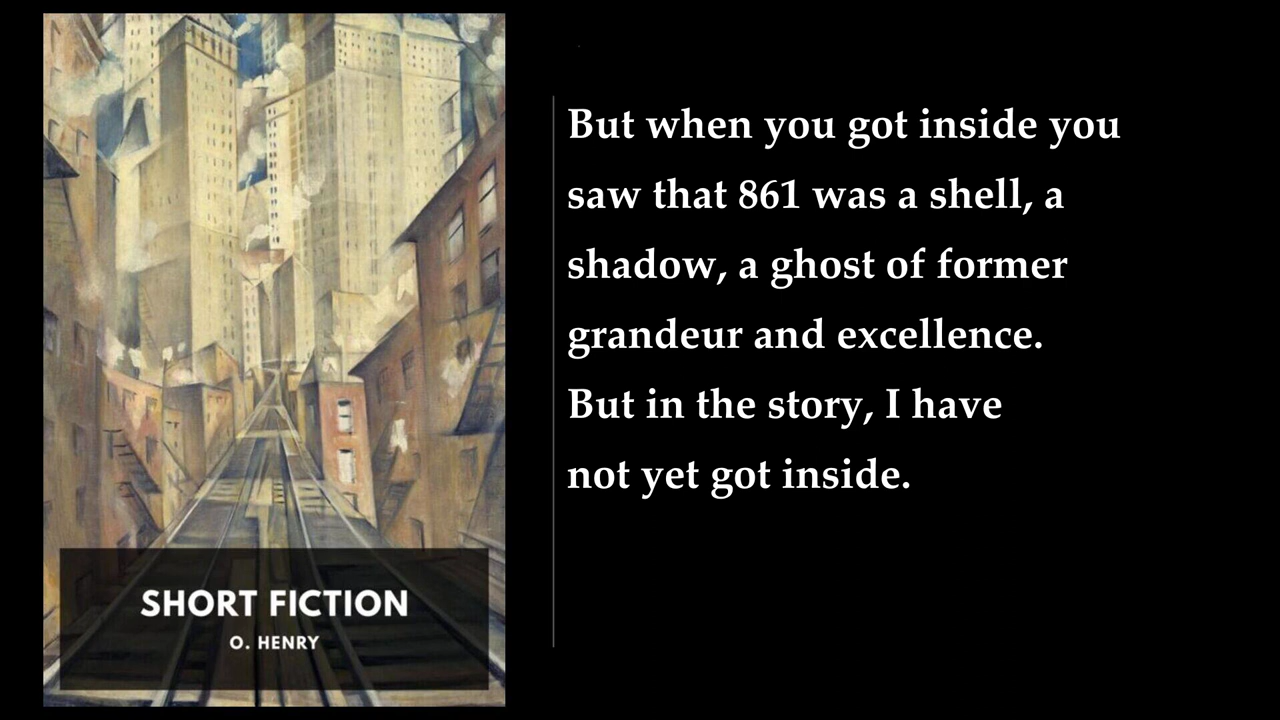 But when you got inside you
saw that 861 was a shell, a
shadow, a ghost of former
grandeur and excellence.
But in the story, I have
not yet got inside.
SHORT FICTION
O. HENRY